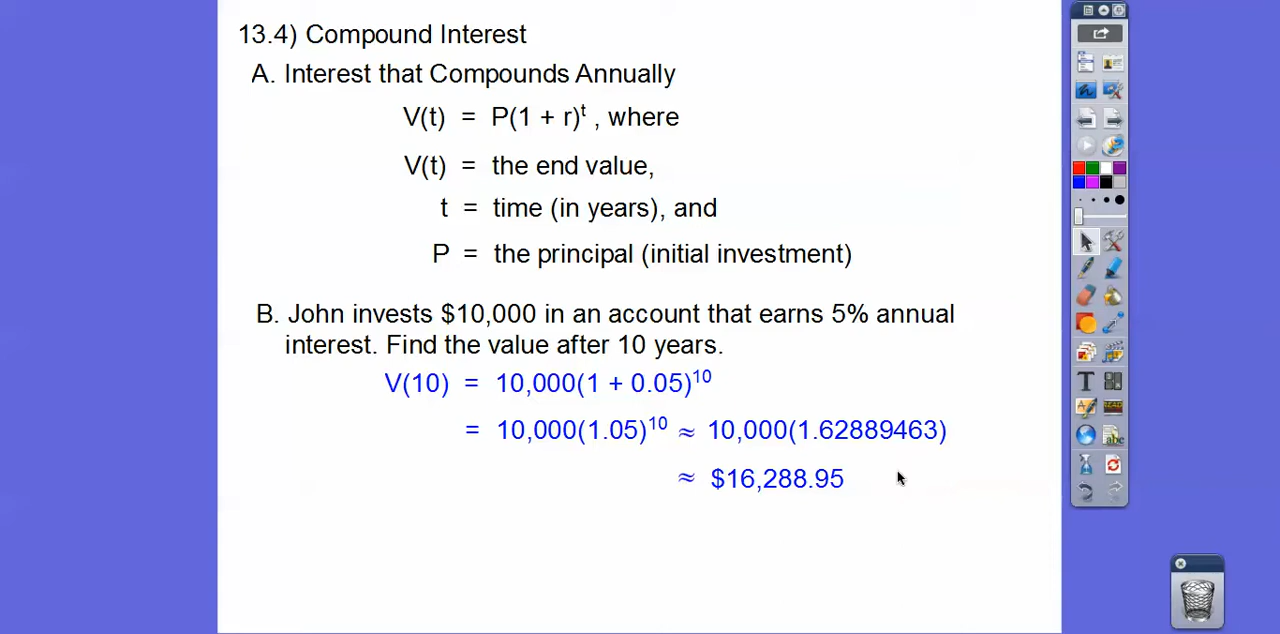 13.4) Compound Interest
A. Interest that Compounds Annually
V(t) = P(1 + r)ᵗ , where
V(t) = the end value,
t = time (in years), and
P = the principal (initial investment)
B. John invests $10,000 in an account that earns 5% annual
interest. Find the value after 10 years.
V(10) = 10,000(1 + 0.05)¹⁰
= 10,000(1.05)¹⁰ ≈ 10,000(1.62889463)
≈ $16,288.95